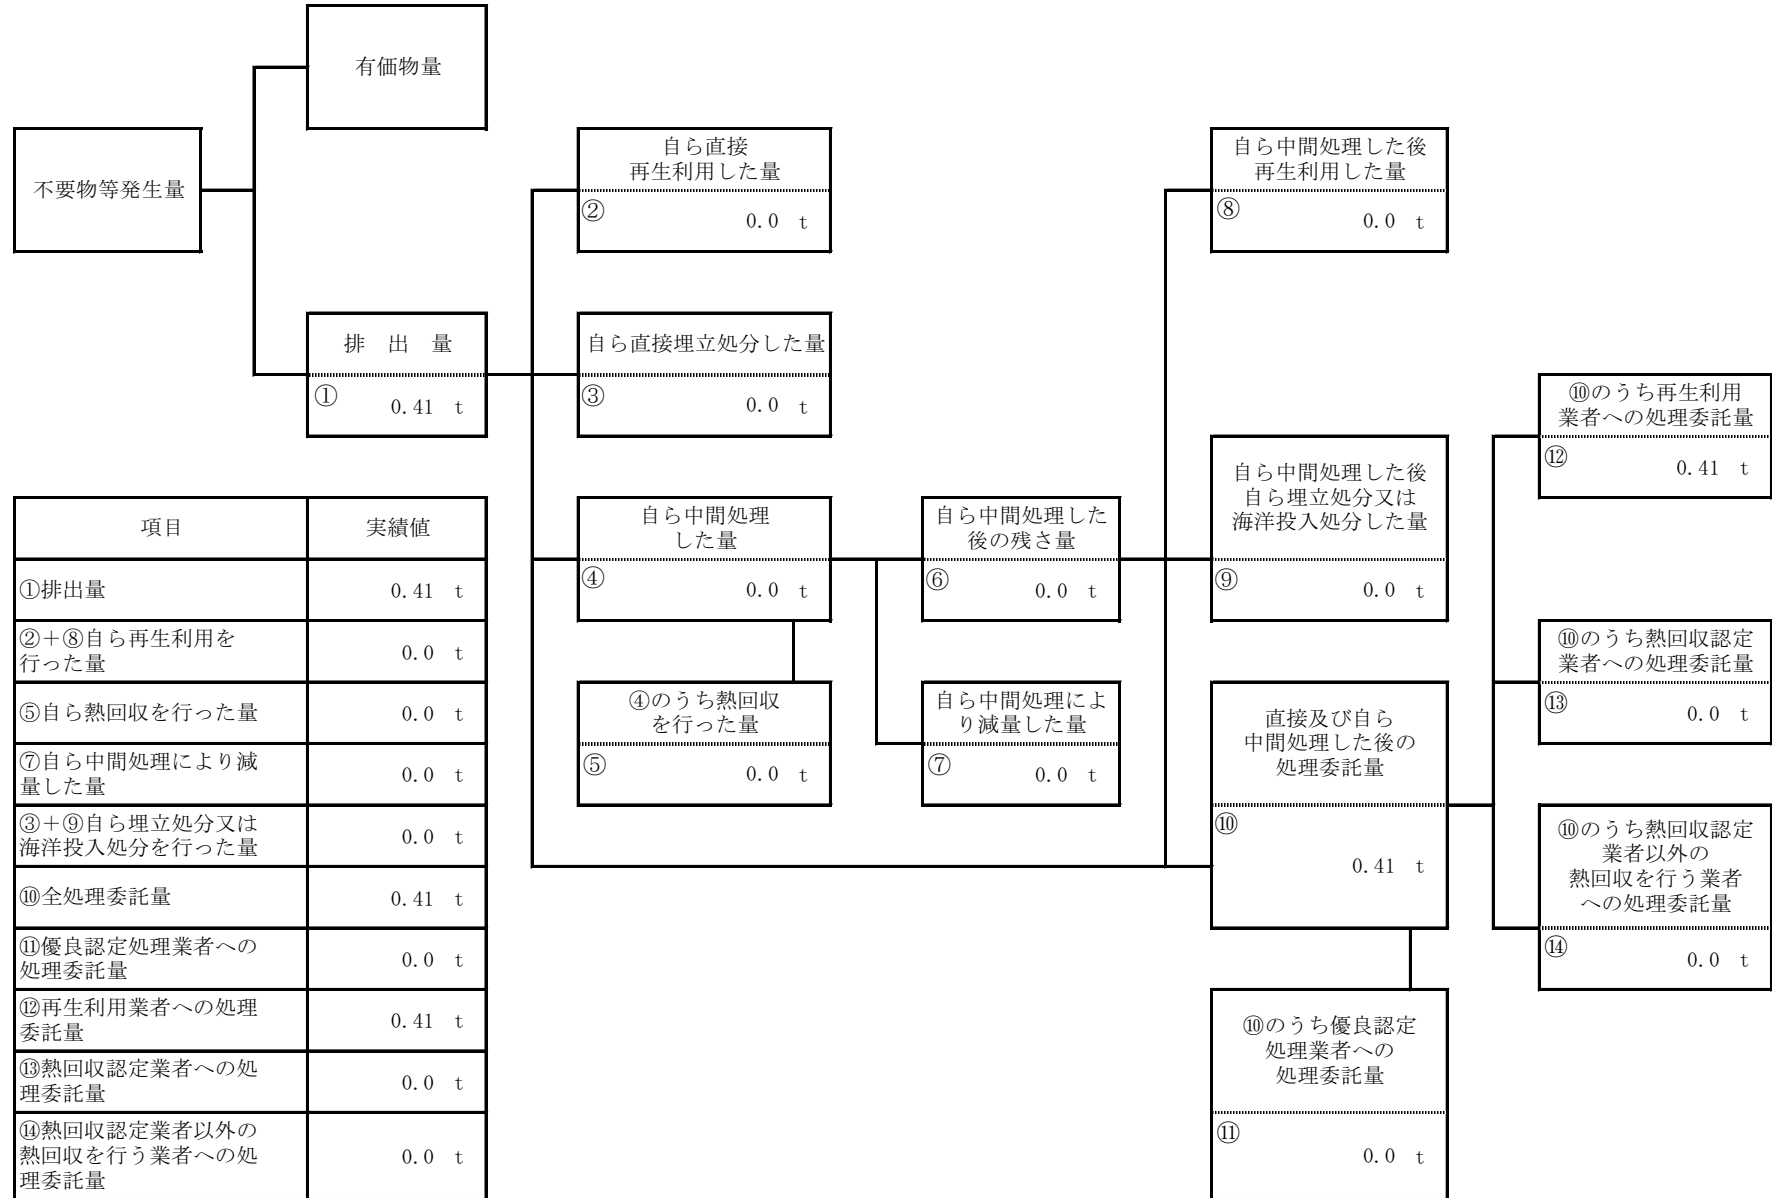 有価物量
不要物等発生量
排 出 量
① 0.41 t
自ら直接
再生利用した量
② 0.0 t
自ら直接埋立処分した量
③ 0.0 t
自ら中間処理
した量
④ 0.0 t
④のうち熱回収
を行った量
⑤ 0.0 t
自ら中間処理した
後の残さ量
⑥ 0.0 t
自ら中間処理によ
り減量した量
⑦ 0.0 t
自ら中間処理した後
再生利用した量
⑧ 0.0 t
自ら中間処理した後
自ら埋立処分又は
海洋投入処分した量
⑨ 0.0 t
直接及び自ら
中間処理した後の
処理委託量
⑩
0.41 t
⑩のうち優良認定
処理業者への
処理委託量
⑪
0.0 t
⑩のうち再生利用
業者への処理委託量
⑫ 0.41 t
⑩のうち熱回収認定
業者への処理委託量
⑬ 0.0 t
⑩のうち熱回収認定
業者以外の
熱回収を行う業者
への処理委託量
⑭ 0.0 t
項目 実績値
①排出量 0.41 t
②＋⑧自ら再生利用を
行った量 0.0 t
⑤自ら熱回収を行った量 0.0 t
⑦自ら中間処理により減
量した量 0.0 t
③＋⑨自ら埋立処分又は
海洋投入処分を行った量 0.0 t
⑩全処理委託量 0.41 t
⑪優良認定処理業者への
処理委託量 0.0 t
⑫再生利用業者への処理
委託量 0.41 t
⑬熱回収認定業者への処
理委託量 0.0 t
⑭熱回収認定業者以外の
熱回収を行う業者への処
理委託量 0.0 t